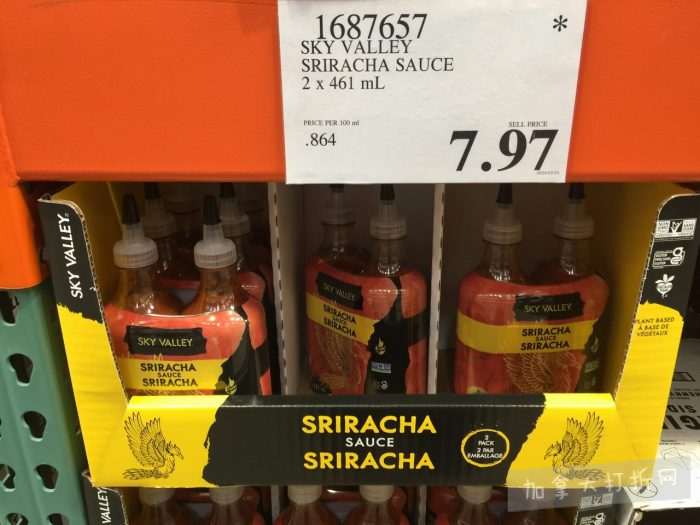 1687657 *
SKY VALLEY
SRIRACHA SAUCE
2 x 461 mL
PRICE PER 100 ml
.864
SELL PRICE
7.97
SKY VALLEY
SKY VALLEY
SRIRACHA
SAUCE
SRIRACHA
SKY VALLEY
SRIRACHA
SAUCE
SRIRACHA
SKY VALLEY
SRIRACHA
SAUCE
SRIRACHA
PLANT BASED
À BASE DE
VÉGÉTAUX
SRIRACHA
SAUCE
SRIRACHA
2
PACK
2 PAR
EMBALLAGE
VALLEY
加拿大打折网